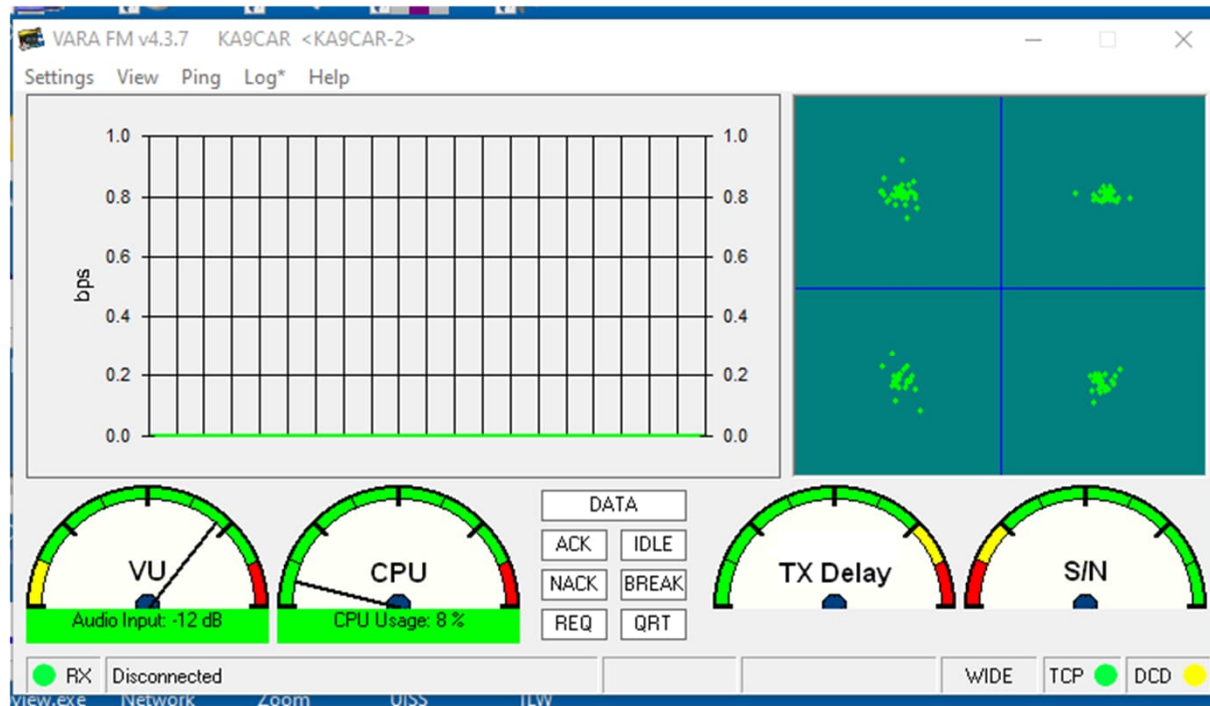 VARA FM v4.3.7 KA9CAR <KA9CAR-2>
Settings View Ping Log* Help
1.0 1.0
0.8 0.8
0.6 0.6
bps
0.4 0.4
0.2 0.2
0.0 0.0
DATA
ACK IDLE
NACK BREAK
REQ QRT
VU
Audio Input: -12 dB
CPU
CPU Usage: 8 %
TX Delay
S/N
RX Disconnected WIDE TCP DCD
view.exe Network Zoom UISS